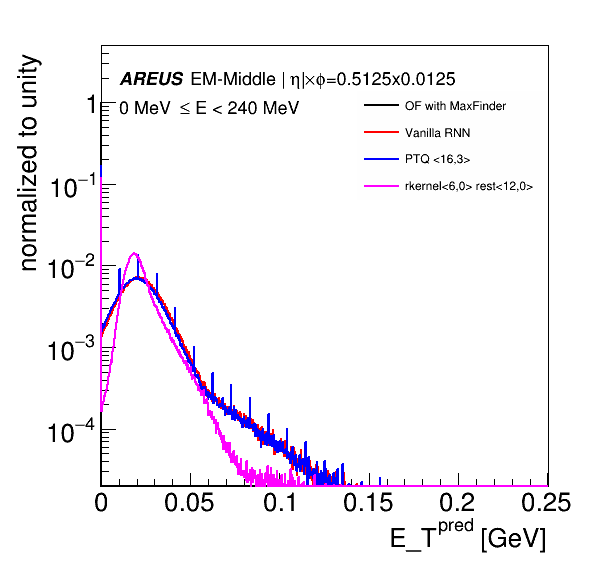 normalized to unity
AREUS EM-Middle | η|×ϕ=0.5125x0.0125
0 MeV ≤ E < 240 MeV
OF with MaxFinder
Vanilla RNN
PTQ <16,3>
rkernel<6,0> rest<12,0>
1
10⁻¹
10⁻²
10⁻³
10⁻⁴
0 0.05 0.1 0.15 0.2 0.25
E_T^pred [GeV]